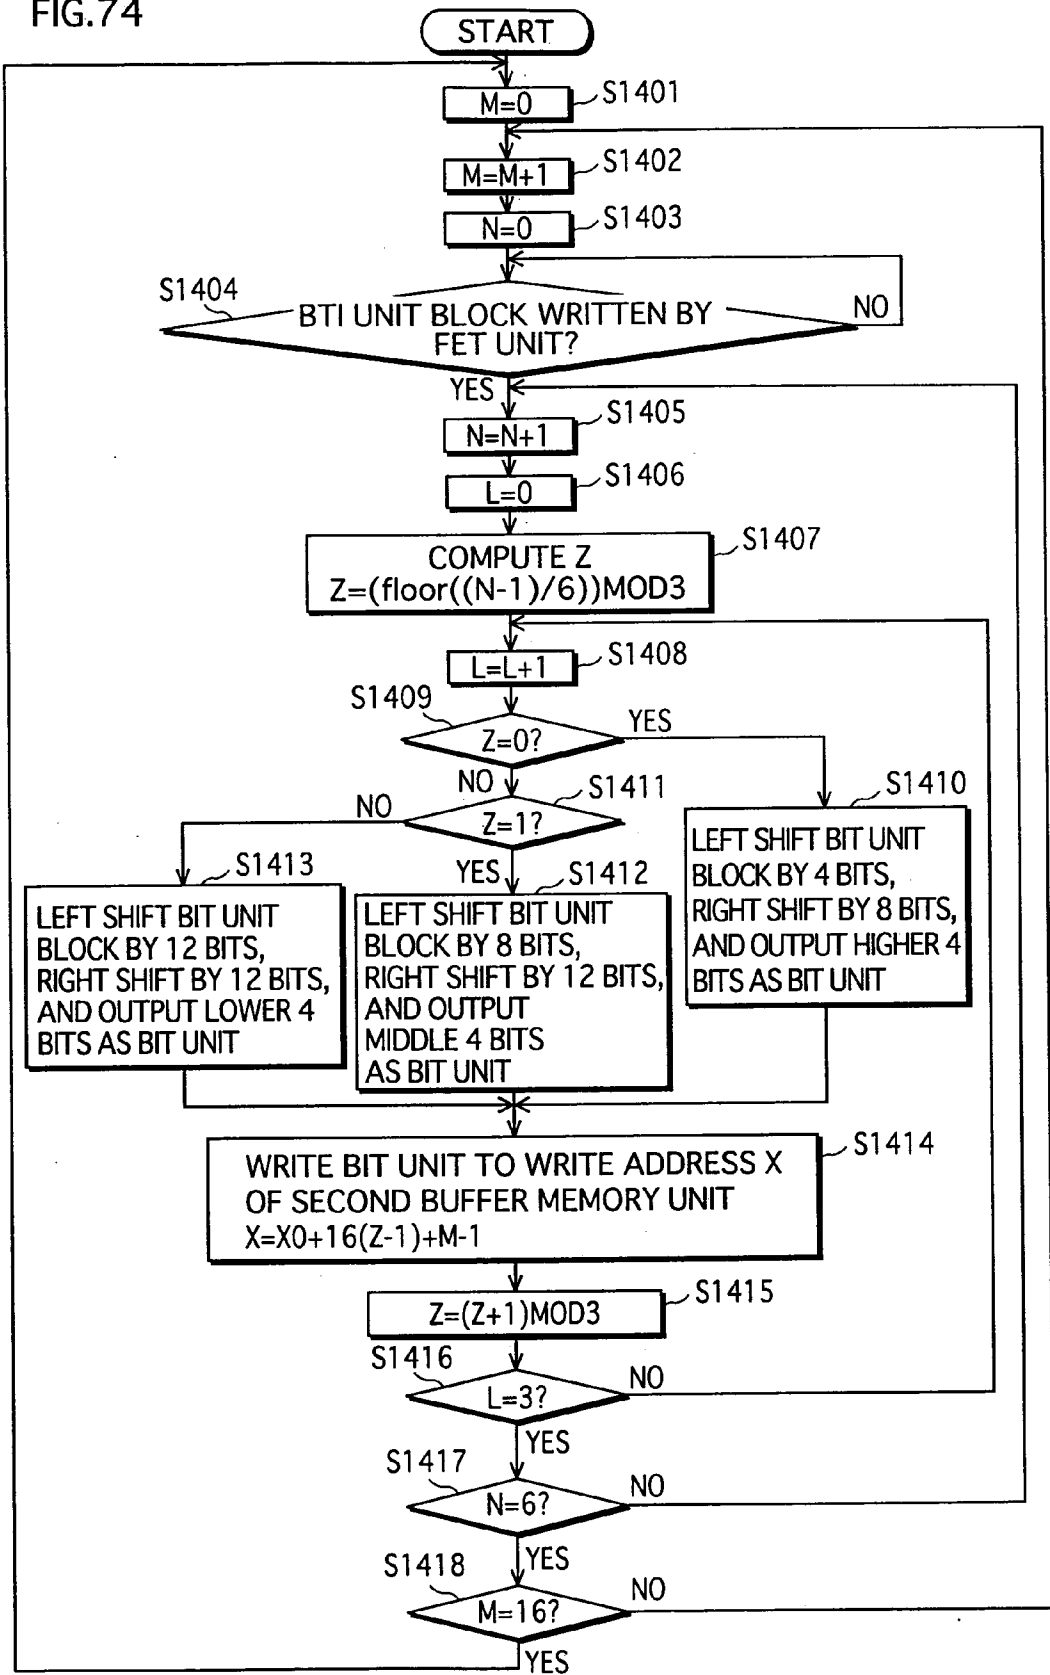 FIG.74
START
M=0
S1401
M=M+1
S1402
N=0
S1403
S1404
BTI UNIT BLOCK WRITTEN BY
FET UNIT?
NO
YES
N=N+1
S1405
L=0
S1406
S1407
COMPUTE Z
Z=(floor((N-1)/6))MOD3
L=L+1
S1408
S1409
Z=0?
YES
NO
S1411
Z=1?
NO
YES
S1410
LEFT SHIFT BIT UNIT
BLOCK BY 4 BITS,
RIGHT SHIFT BY 8 BITS,
AND OUTPUT HIGHER 4
BITS AS BIT UNIT
S1413
LEFT SHIFT BIT UNIT
BLOCK BY 12 BITS,
RIGHT SHIFT BY 12 BITS,
AND OUTPUT LOWER 4
BITS AS BIT UNIT
S1412
LEFT SHIFT BIT UNIT
BLOCK BY 8 BITS,
RIGHT SHIFT BY 12 BITS,
AND OUTPUT
MIDDLE 4 BITS
AS BIT UNIT
S1414
WRITE BIT UNIT TO WRITE ADDRESS X
OF SECOND BUFFER MEMORY UNIT
X=X0+16(Z-1)+M-1
Z=(Z+1)MOD3
S1415
S1416
L=3?
NO
YES
S1417
N=6?
NO
YES
S1418
M=16?
NO
YES